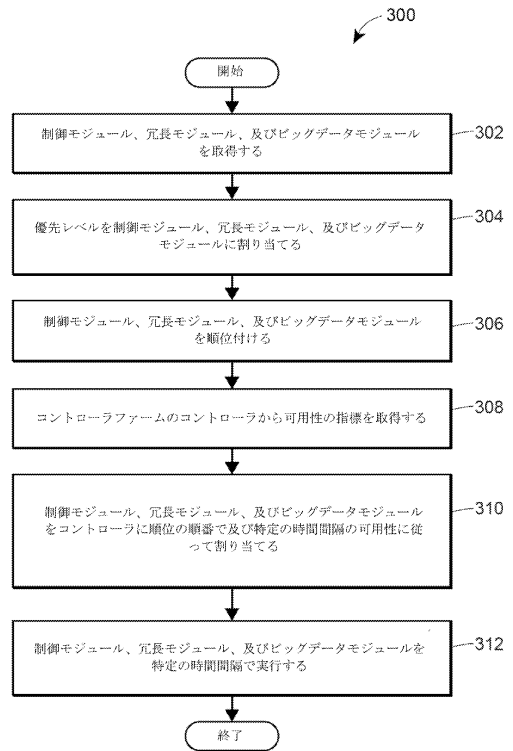 300
開始
制御モジュール、冗長モジュール、及びビッグデータモジュール
を取得する
302
優先レベルを制御モジュール、冗長モジュール、及びビッグデータ
モジュールに割り当てる
304
制御モジュール、冗長モジュール、及びビッグデータモジュール
を順位付ける
306
コントローラファームのコントローラから可用性の指標を取得する
308
制御モジュール、冗長モジュール、及びビッグデータモジュール
をコントローラに順位の順番で及び特定の時間間隔の可用性に従
って割り当てる
310
制御モジュール、冗長モジュール、及びビッグデータモジュールを
特定の時間間隔で実行する
312
終了